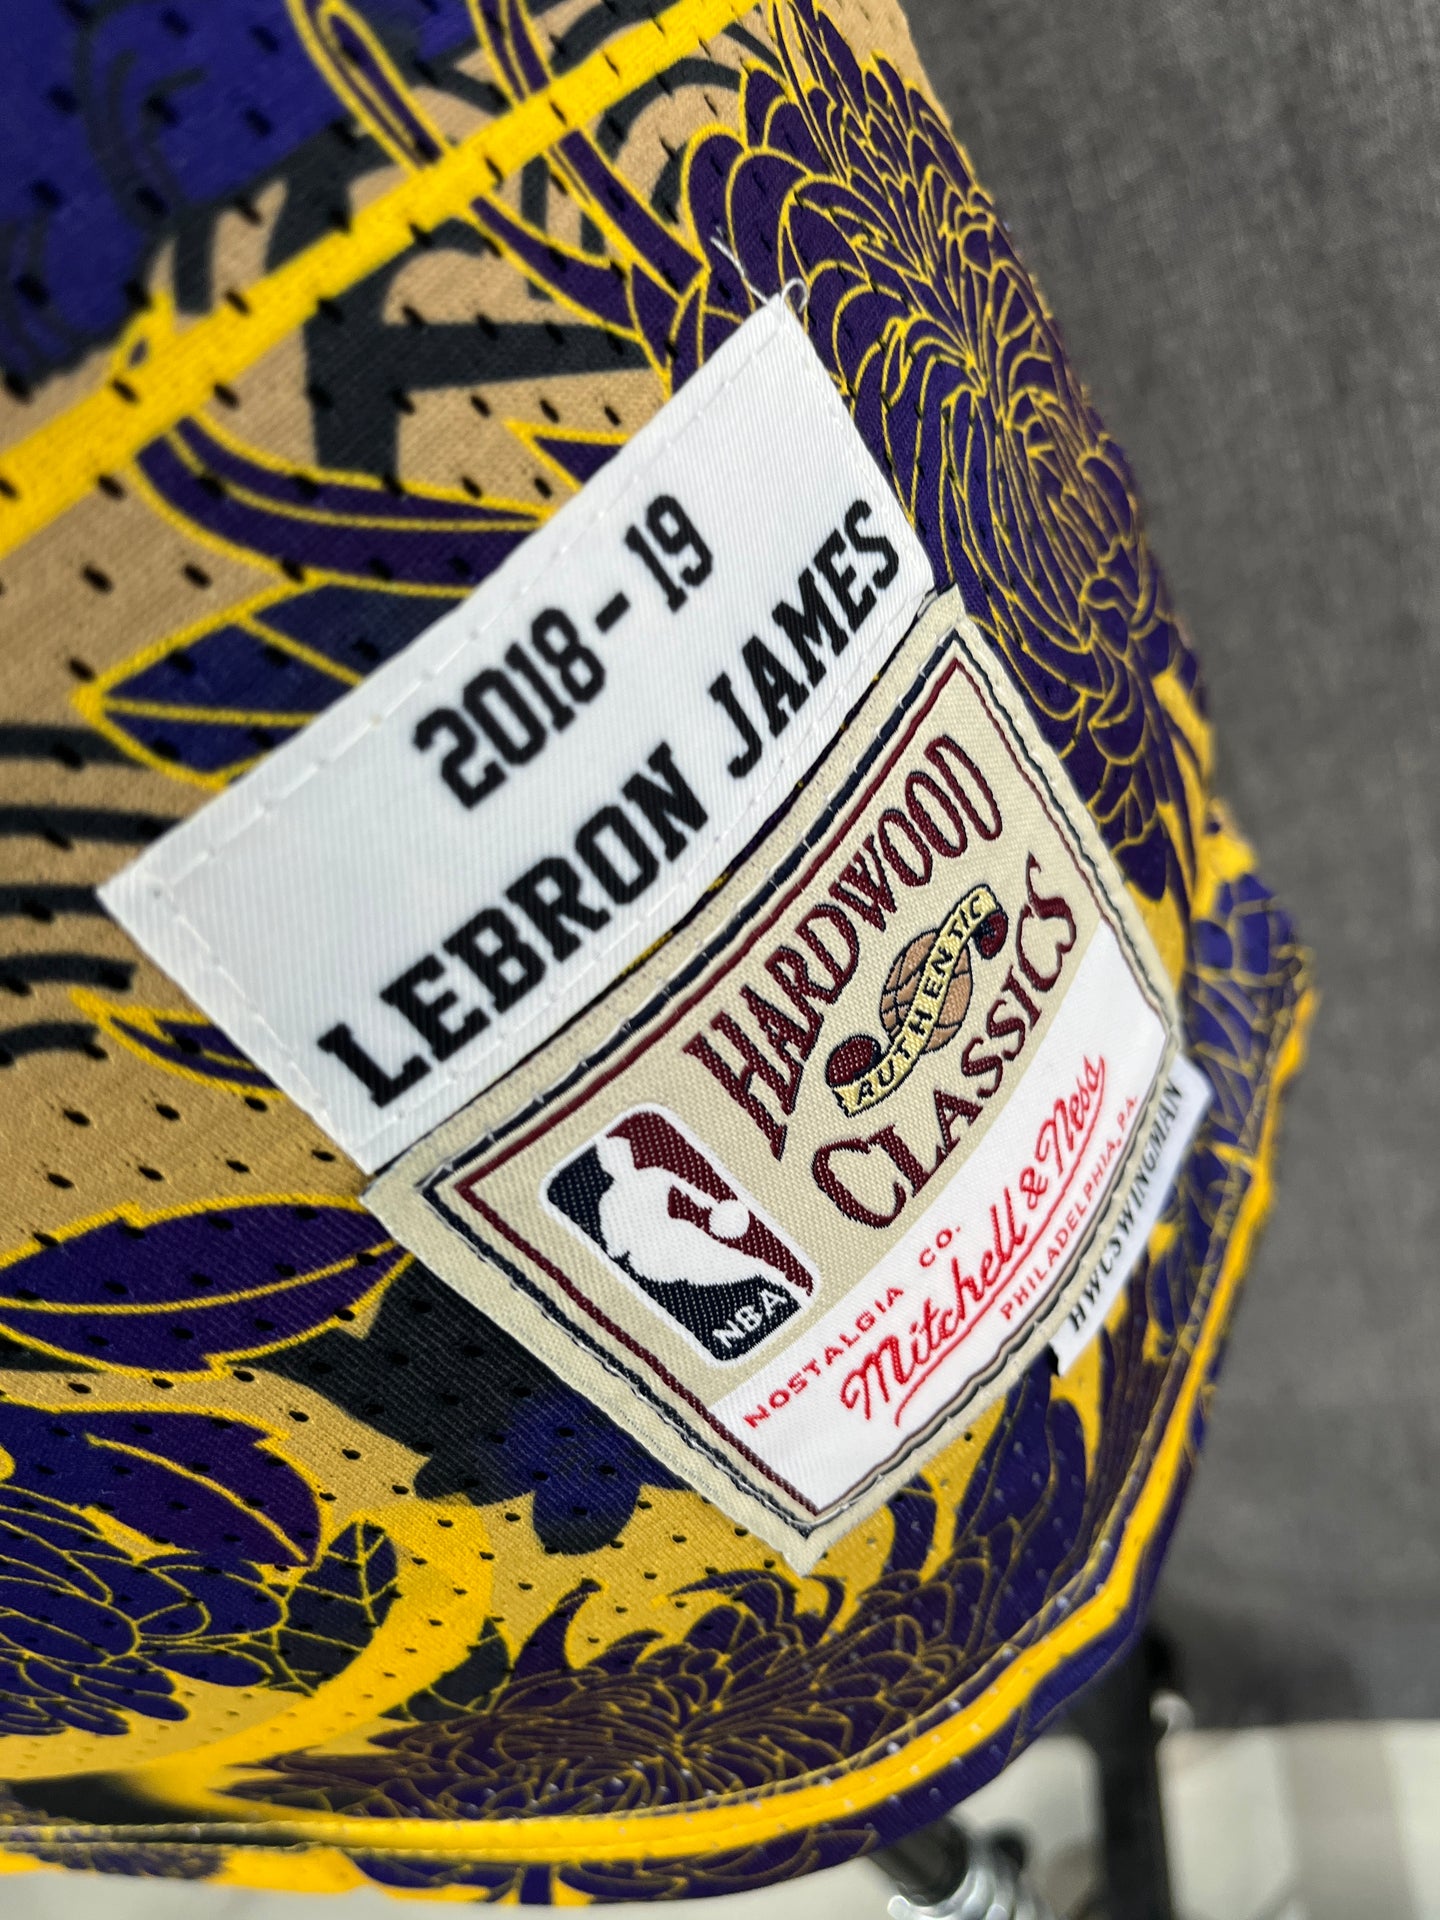 2018-19
LEBRON JAMES
HARDWOOD
AUTHENTIC
CLASSICS
NBA
NOSTALGIA CO.
Mitchell & Ness
PHILADELPHIA, PA.
HWCSWINGMAN